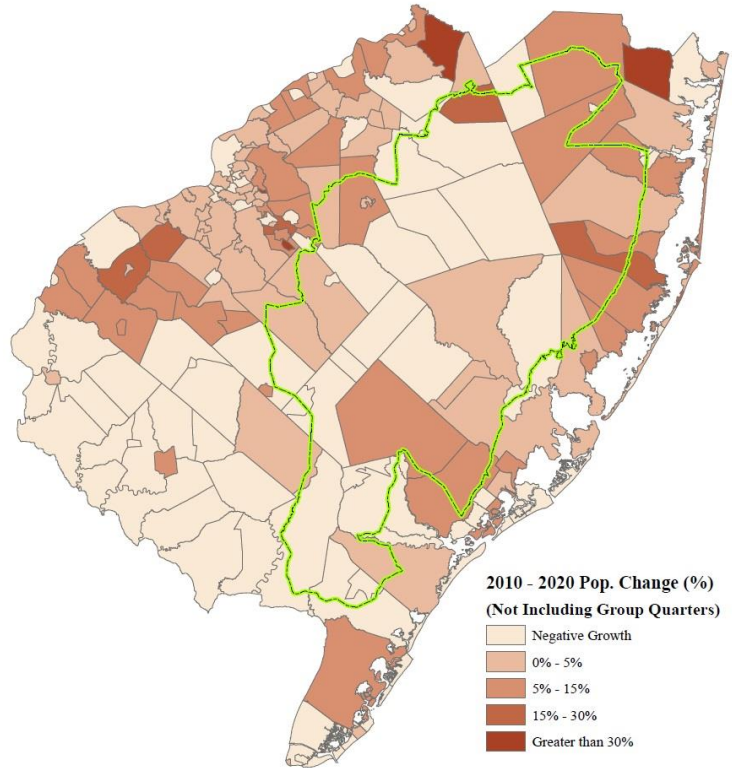 2010 - 2020 Pop. Change (%)
(Not Including Group Quarters)
Negative Growth
0% - 5%
5% - 15%
15% - 30%
Greater than 30%